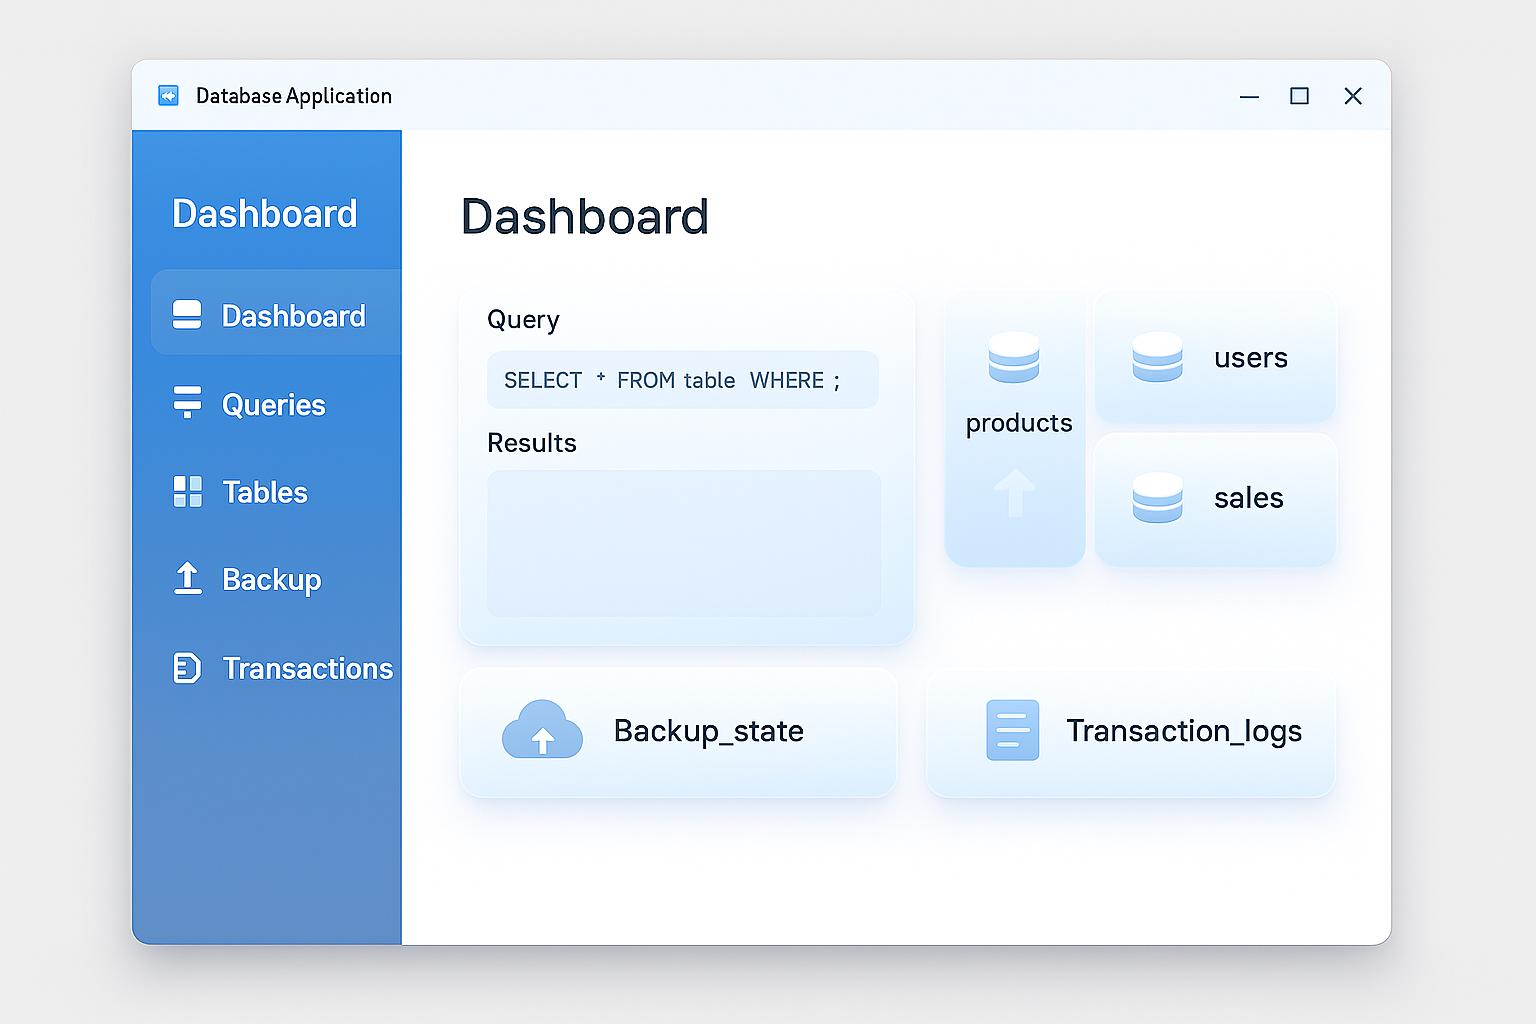 Database Application
Dashboard
Dashboard
Queries
Tables
Backup
Transactions
Dashboard
Query
SELECT * FROM table WHERE ;
Results
products
users
sales
Backup_state
Transaction_logs